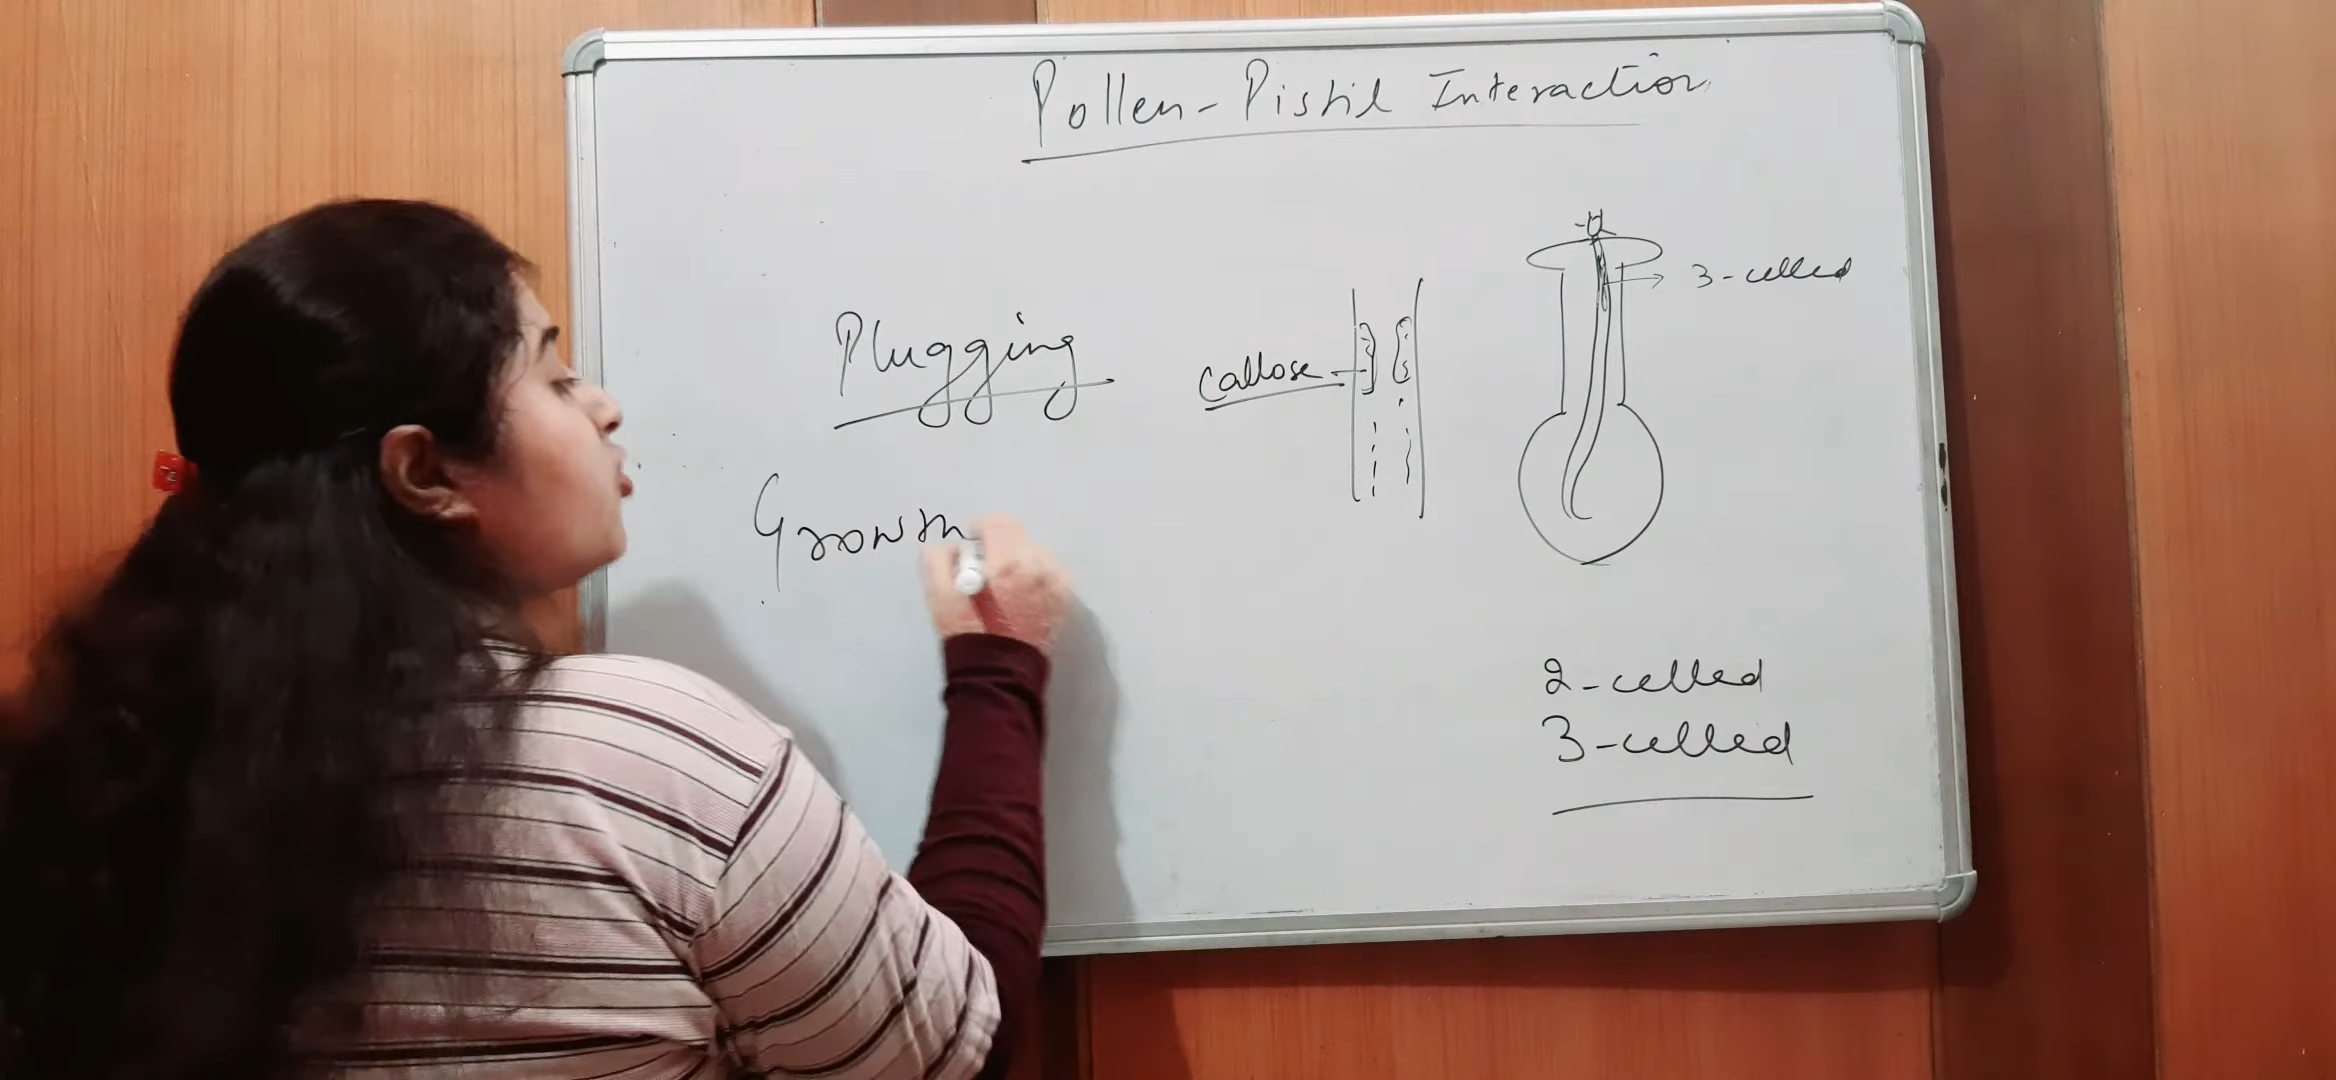 Pollen-Pistil Interaction
Plugging
callose
3-celled
Growth
2-celled
3-celled